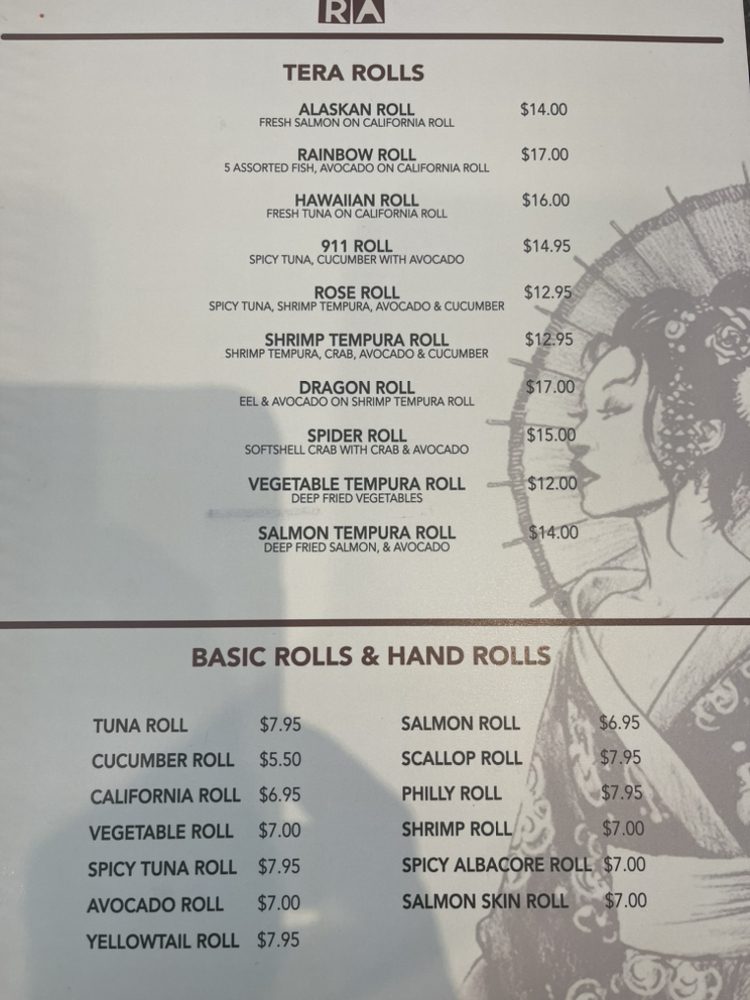 RA
TERA ROLLS
ALASKAN ROLL $14.00
FRESH SALMON ON CALIFORNIA ROLL
RAINBOW ROLL $17.00
5 ASSORTED FISH, AVOCADO ON CALIFORNIA ROLL
HAWAIIAN ROLL $16.00
FRESH TUNA ON CALIFORNIA ROLL
911 ROLL $14.95
SPICY TUNA, CUCUMBER WITH AVOCADO
ROSE ROLL $12.95
SPICY TUNA, SHRIMP TEMPURA, AVOCADO & CUCUMBER
SHRIMP TEMPURA ROLL $12.95
SHRIMP TEMPURA, CRAB, AVOCADO & CUCUMBER
DRAGON ROLL $17.00
EEL & AVOCADO ON SHRIMP TEMPURA ROLL
SPIDER ROLL $15.00
SOFTSHELL CRAB WITH CRAB & AVOCADO
VEGETABLE TEMPURA ROLL $12.00
DEEP FRIED VEGETABLES
SALMON TEMPURA ROLL $14.00
DEEP FRIED SALMON, & AVOCADO
BASIC ROLLS & HAND ROLLS
TUNA ROLL $7.95
CUCUMBER ROLL $5.50
CALIFORNIA ROLL $6.95
VEGETABLE ROLL $7.00
SPICY TUNA ROLL $7.95
AVOCADO ROLL $7.00
YELLOWTAIL ROLL $7.95
SALMON ROLL $6.95
SCALLOP ROLL $7.95
PHILLY ROLL $7.95
SHRIMP ROLL $7.00
SPICY ALBACORE ROLL $7.00
SALMON SKIN ROLL $7.00